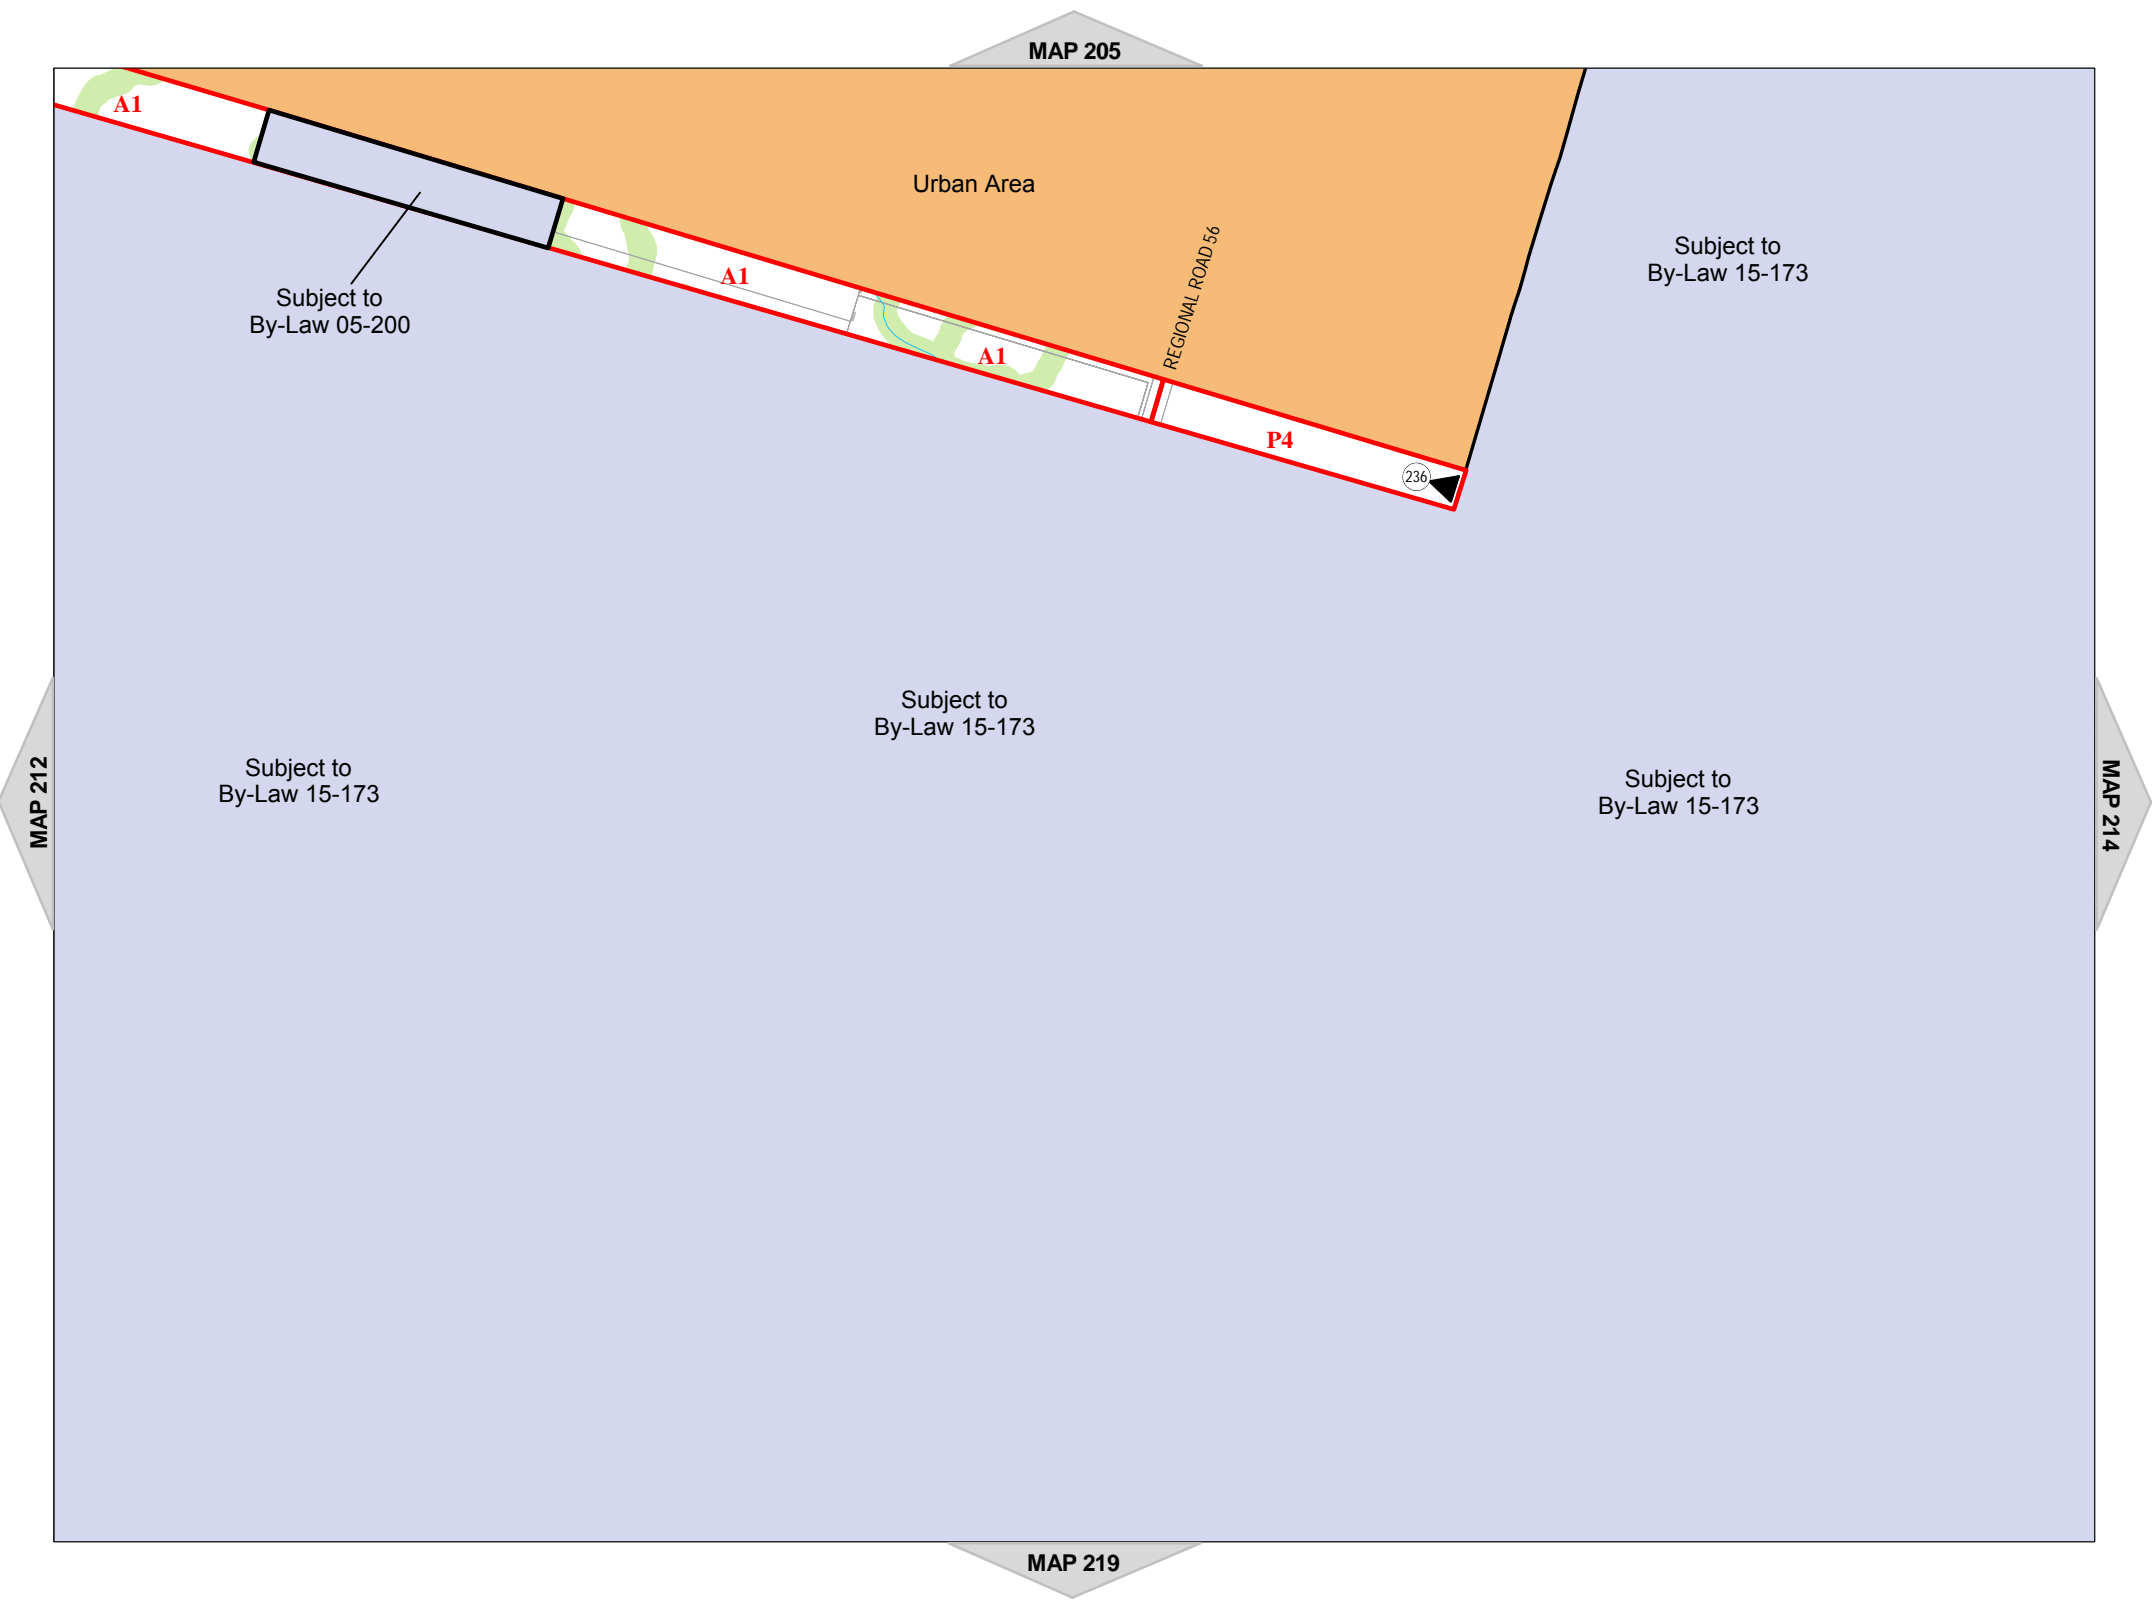 MAP 205
A1
Urban Area
Subject to
By-Law 15-173
REGIONAL ROAD 56
A1
Subject to
By-Law 05-200
A1
P4
236
Subject to
By-Law 15-173
MAP 212
Subject to
By-Law 15-173
Subject to
By-Law 15-173
MAP 214
MAP 219